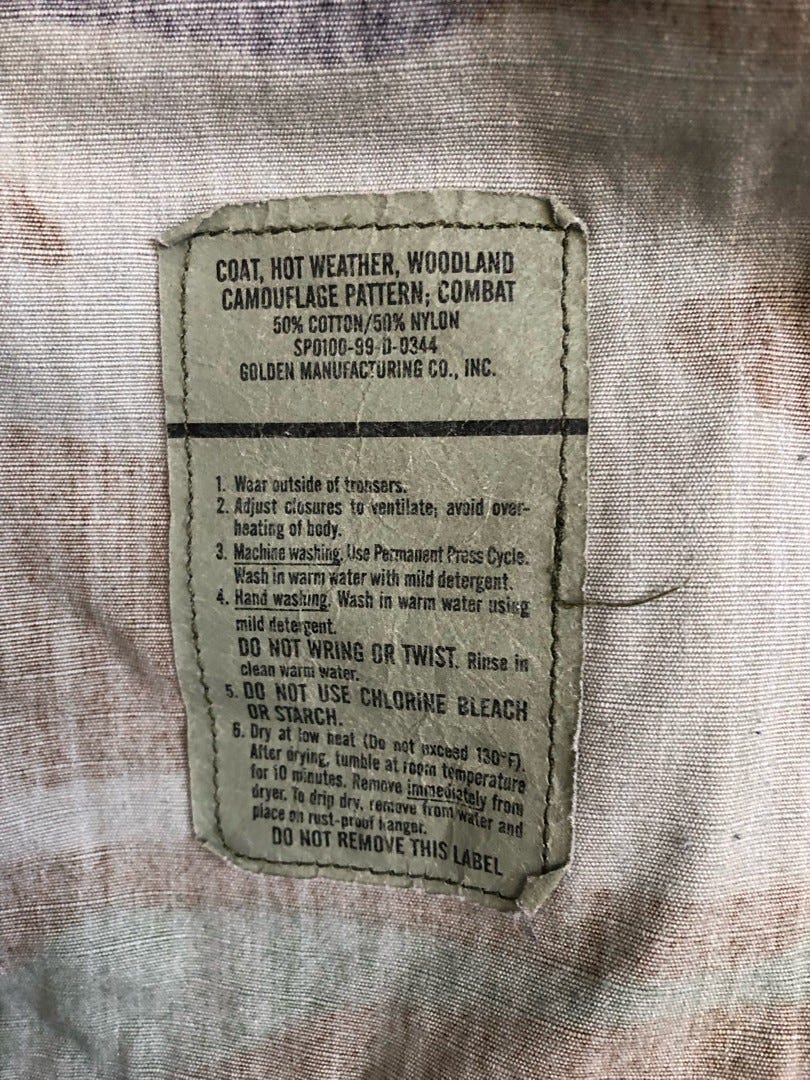 COAT, HOT WEATHER, WOODLAND
CAMOUFLAGE PATTERN; COMBAT
50% COTTON/50% NYLON
SP0100-99-D-0344
GOLDEN MANUFACTURING CO., INC.
1. Wear outside of trousers.
2. Adjust closures to ventilate; avoid over-
heating of body.
3. Machine washing. Use Permanent Press Cycle.
Wash in warm water with mild detergent.
4. Hand washing. Wash in warm water using
mild detergent.
DO NOT WRING OR TWIST. Rinse in
clean warm water.
5. DO NOT USE CHLORINE BLEACH
OR STARCH.
6. Dry at low heat (Do not exceed 130°F).
After drying, tumble at room temperature
for 10 minutes. Remove immediately from
dryer. To drip dry, remove from water and
place on rust-proof hanger.
DO NOT REMOVE THIS LABEL